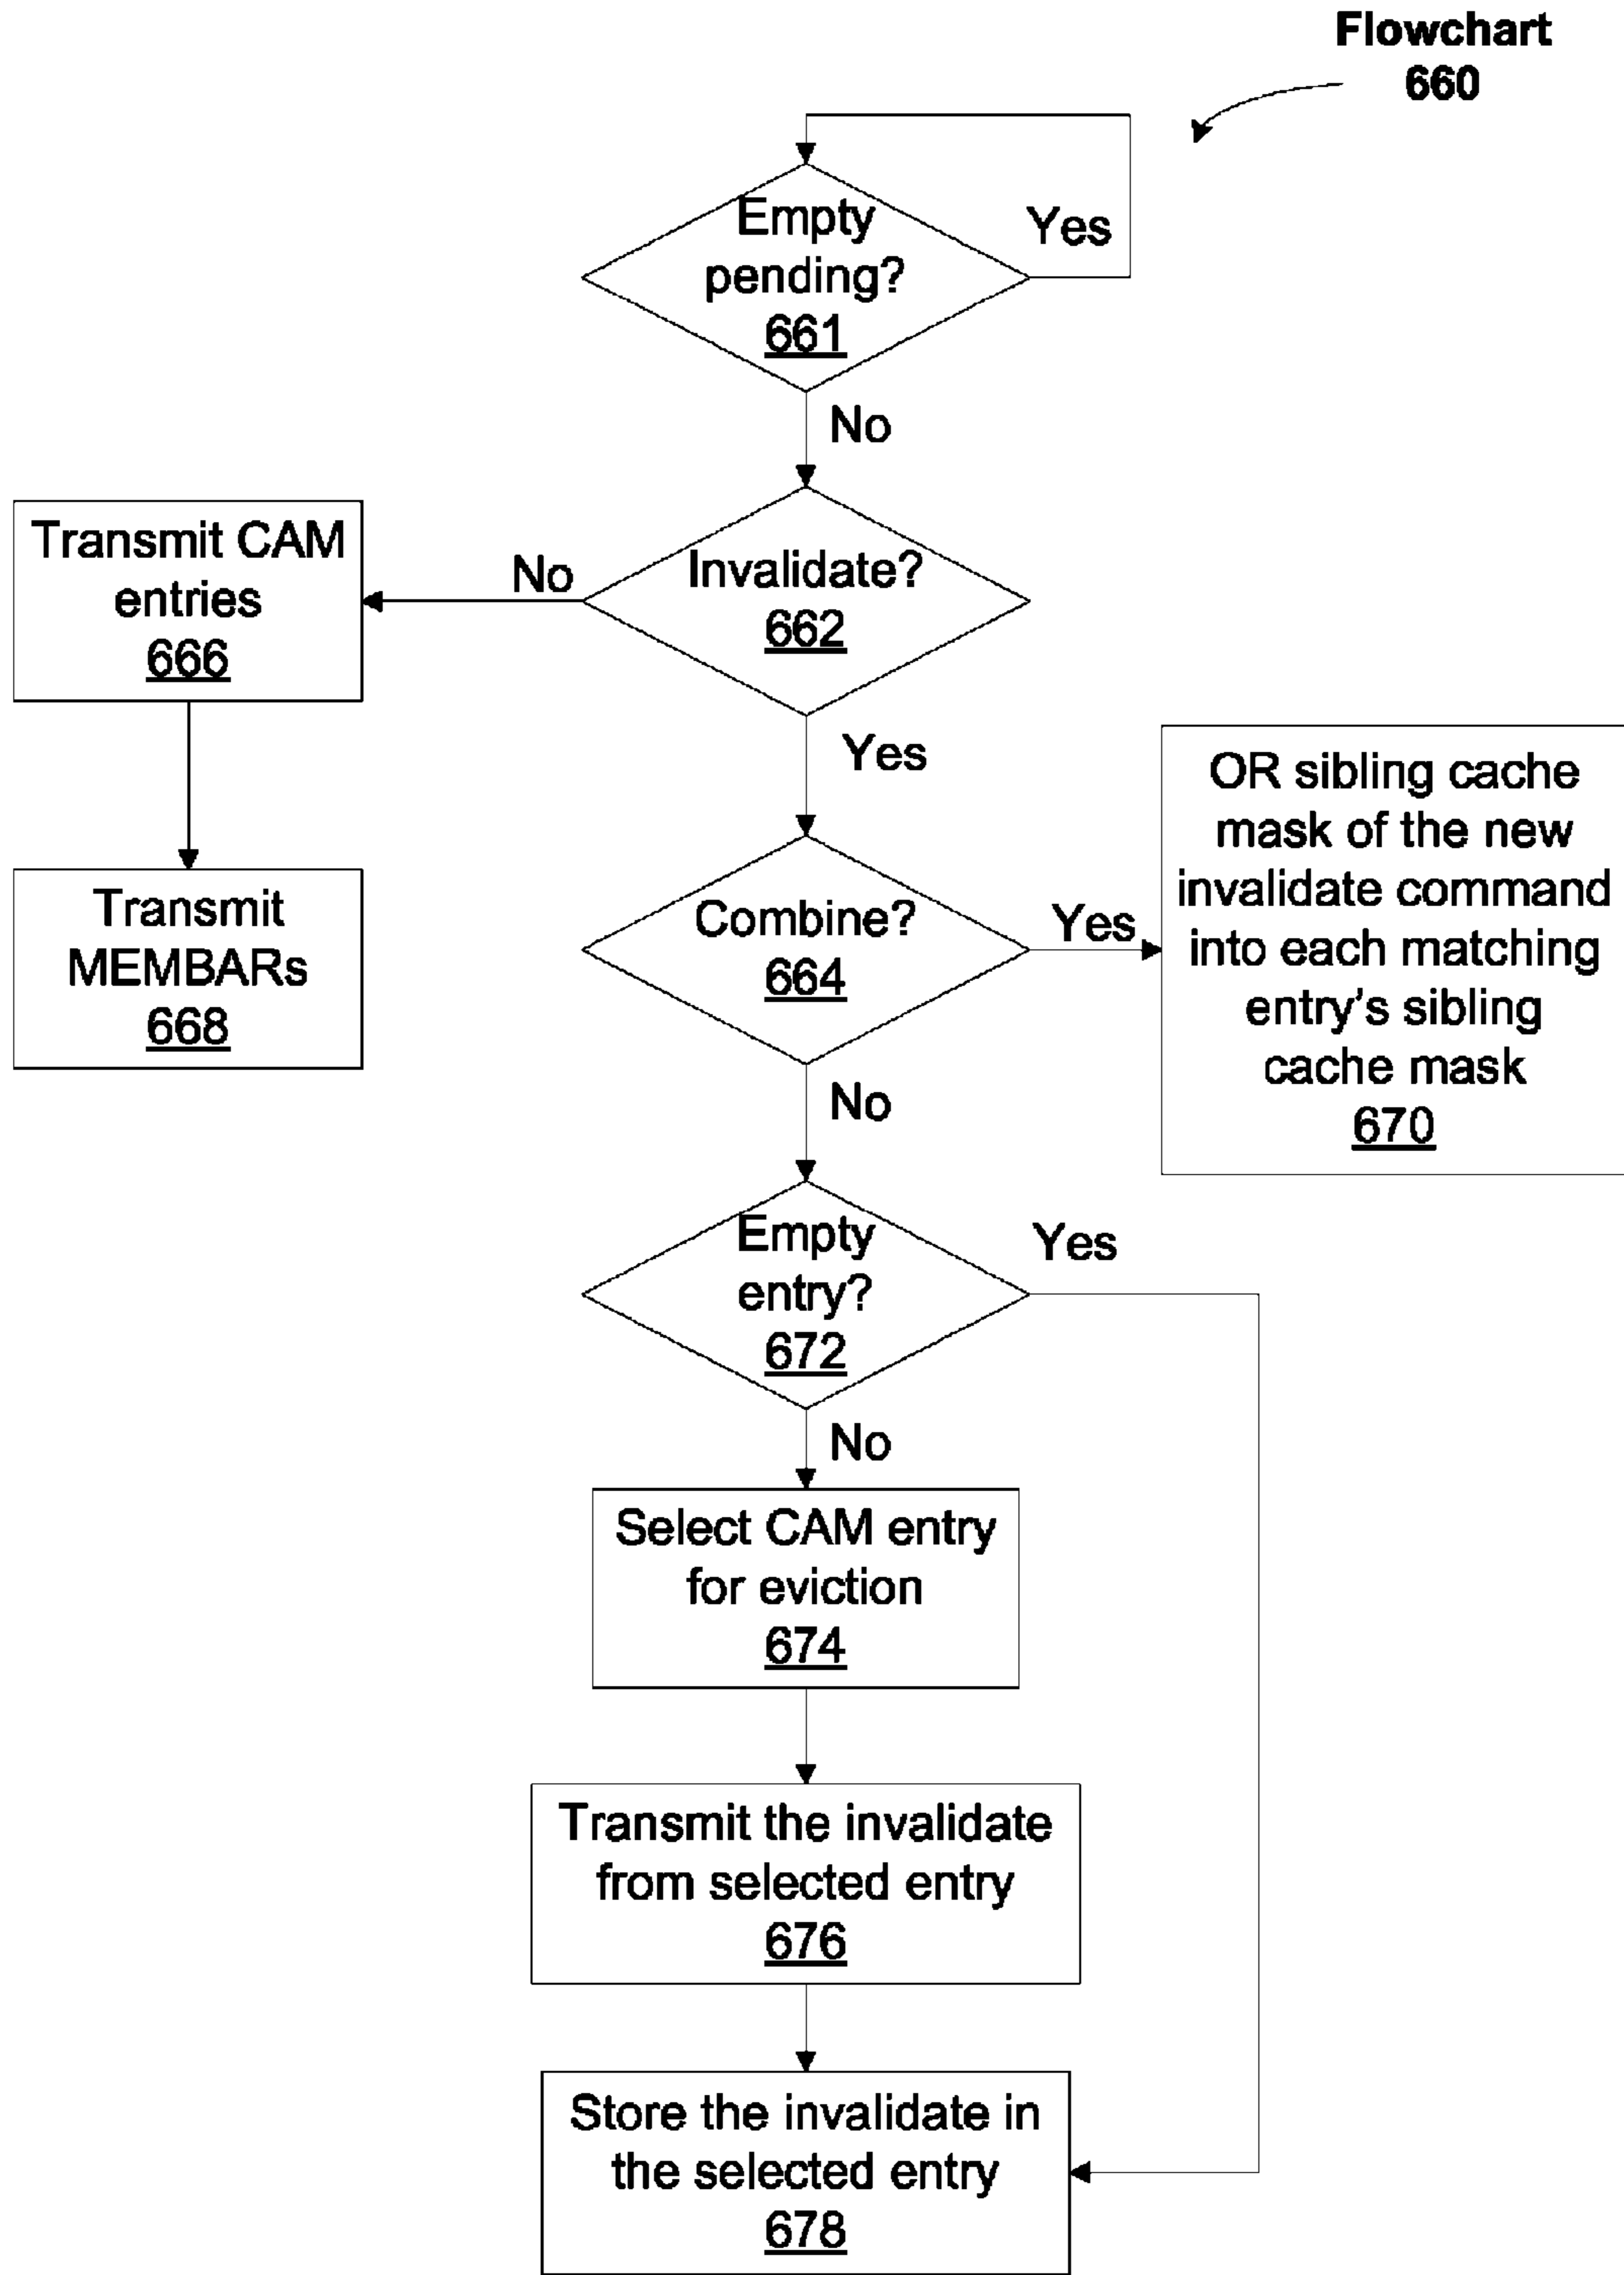 Flowchart
660
Empty
pending?
661
Yes
No
Transmit CAM
entries
666
No
Invalidate?
662
Yes
Transmit
MEMBARs
668
Combine?
664
Yes
OR sibling cache
mask of the new
invalidate command
into each matching
entry's sibling
cache mask
670
No
Empty
entry?
672
Yes
No
Select CAM entry
for eviction
674
Transmit the invalidate
from selected entry
676
Store the invalidate in
the selected entry
678